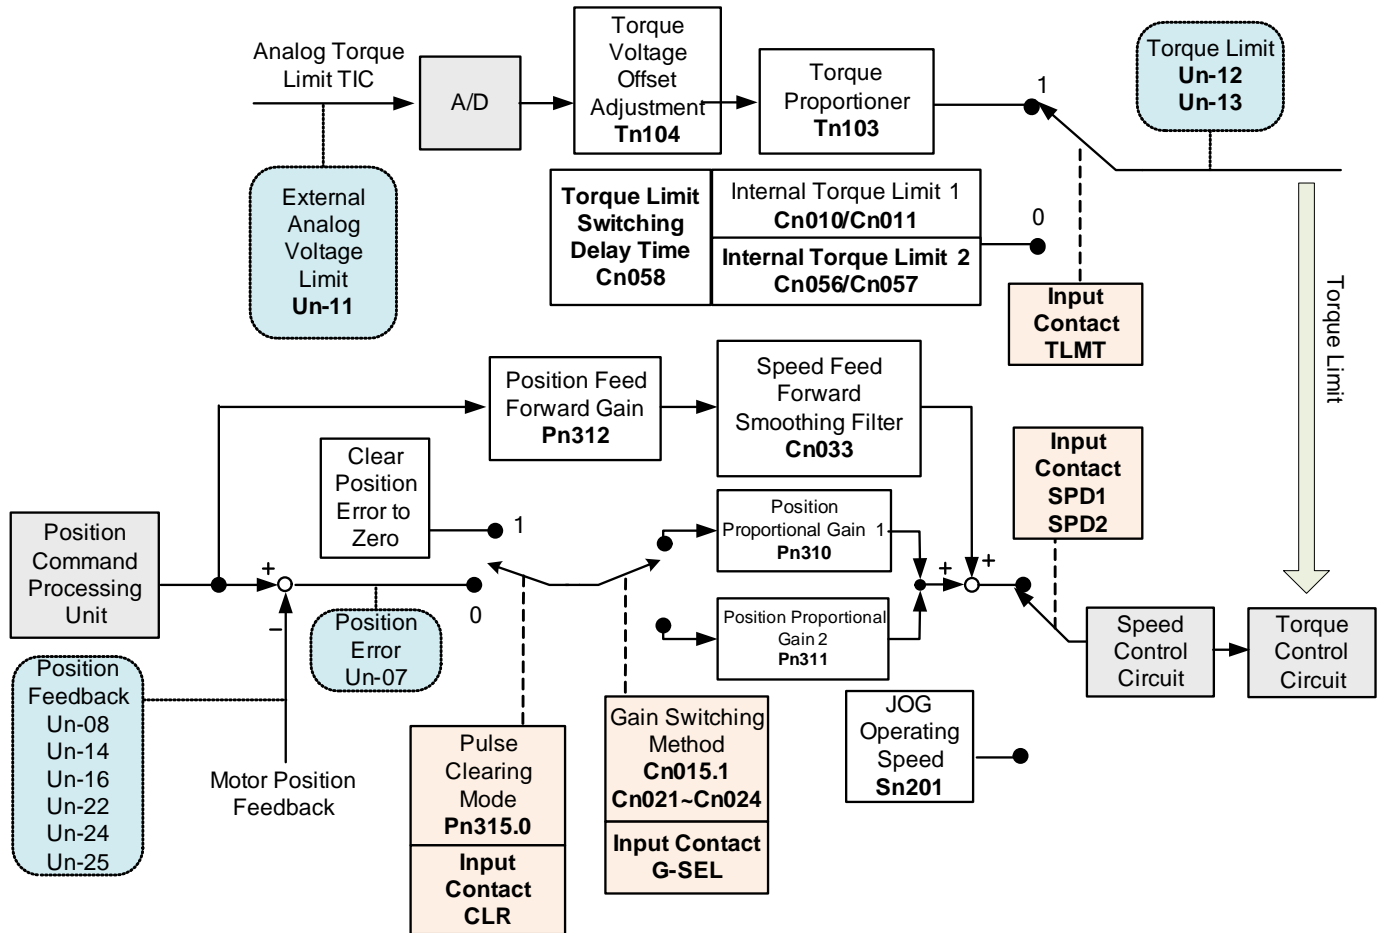 Analog Torque
Limit TIC
A/D
Torque
Voltage
Offset
Adjustment
Tn104
Torque
Proportioner
Tn103
1
Torque Limit
Un-12
Un-13
External
Analog
Voltage
Limit
Un-11
Torque Limit
Switching
Delay Time
Cn058
Internal Torque Limit 1
Cn010/Cn011
Internal Torque Limit 2
Cn056/Cn057
0
Input
Contact
TLMT
Torque Limit
Position Feed
Forward Gain
Pn312
Speed Feed
Forward
Smoothing Filter
Cn033
Clear
Position
Error to
Zero
1
Input
Contact
SPD1
SPD2
Position
Command
Processing
Unit
+
−
0
Position
Error
Un-07
Position
Proportional Gain 1
Pn310
Position Proportional
Gain 2
Pn311
+
+
Speed
Control
Circuit
Torque
Control
Circuit
Position
Feedback
Un-08
Un-14
Un-16
Un-22
Un-24
Un-25
Motor Position
Feedback
Pulse
Clearing
Mode
Pn315.0
Input
Contact
CLR
Gain Switching
Method
Cn015.1
Cn021~Cn024
Input Contact
G-SEL
JOG
Operating
Speed
Sn201